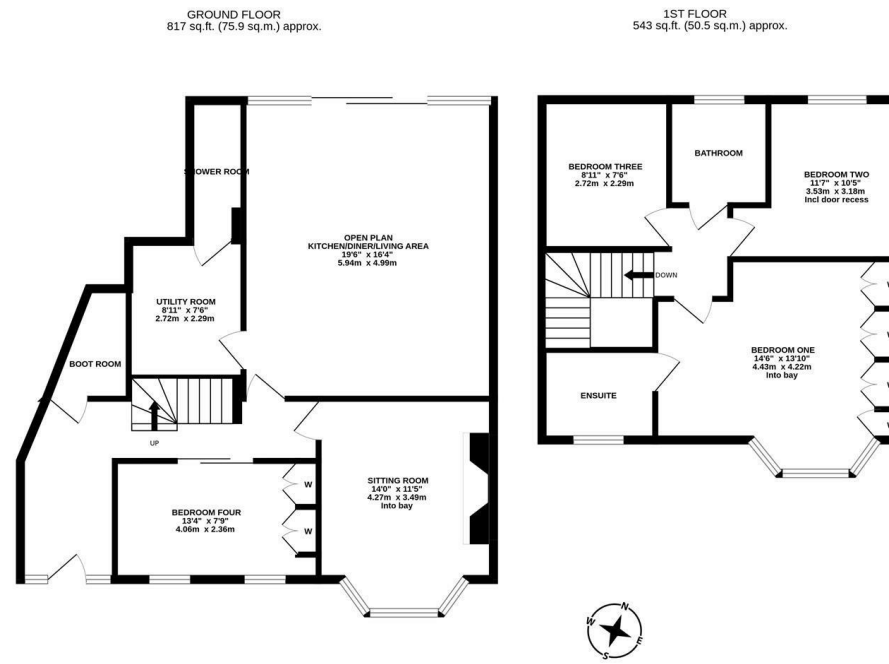 GROUND FLOOR
817 sq.ft. (75.9 sq.m.) approx.
1ST FLOOR
543 sq.ft. (50.5 sq.m.) approx.
SHOWER ROOM
OPEN PLAN
KITCHEN/DINER/LIVING AREA
19'6" x 16'4"
5.94m x 4.99m
UTILITY ROOM
8'11" x 7'6"
2.72m x 2.29m
BOOT ROOM
UP
BEDROOM FOUR
13'4" x 7'9"
4.06m x 2.36m
W
W
SITTING ROOM
14'0" x 11'5"
4.27m x 3.49m
Into bay
BEDROOM THREE
8'11" x 7'6"
2.72m x 2.29m
BATHROOM
BEDROOM TWO
11'7" x 10'5"
3.53m x 3.18m
Incl door recess
DOWN
BEDROOM ONE
14'6" x 13'10"
4.43m x 4.22m
Into bay
ENSUITE
N
W
E
S